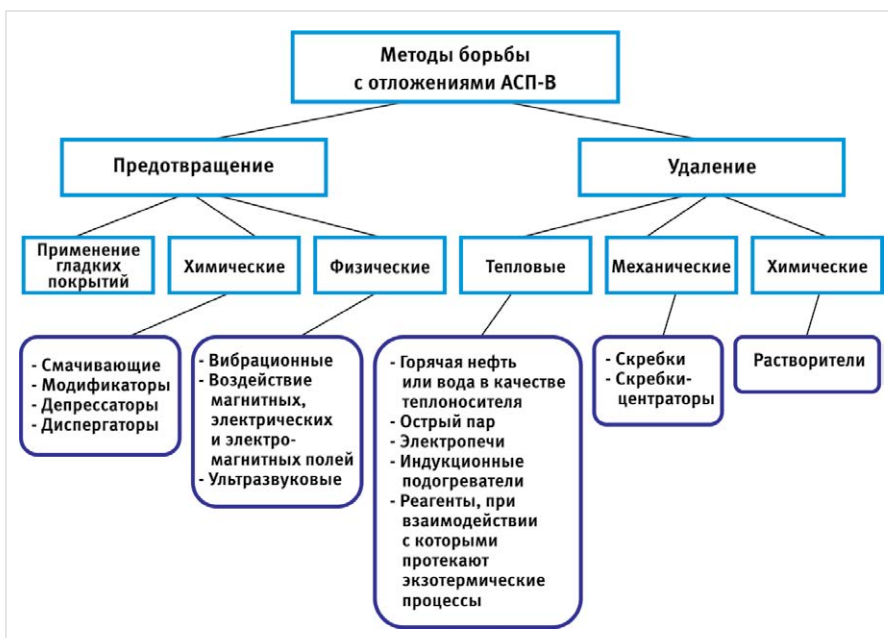 Методы борьбы
с отложениями АСП-В
Предотвращение
Удаление
Применение
гладких
покрытий
Химические
Физические
Тепловые
Механические
Химические
- Смачивающие
- Модификаторы
- Депрессаторы
- Диспергаторы
- Вибрационные
- Воздействие
магнитных,
электрических
и электро-
магнитных полей
- Ультразвуковые
- Горячая нефть
или вода в качестве
теплоносителя
- Острый пар
- Электропечи
- Индукционные
подогреватели
- Реагенты, при
взаимодействии
с которыми
протекают
экзотермические
процессы
- Скребки
- Скребки-
центраторы
Растворители